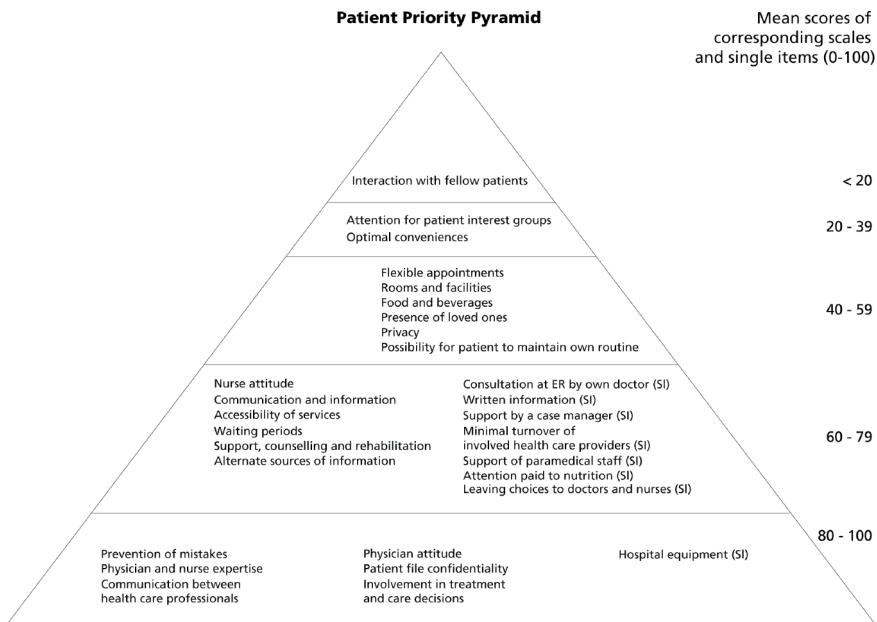 Patient Priority Pyramid
Mean scores of
corresponding scales
and single items (0-100)
Interaction with fellow patients
< 20
Attention for patient interest groups
Optimal conveniences
20 - 39
Flexible appointments
Rooms and facilities
Food and beverages
Presence of loved ones
Privacy
Possibility for patient to maintain own routine
40 - 59
Nurse attitude
Communication and information
Accessibility of services
Waiting periods
Support, counselling and rehabilitation
Alternate sources of information
Consultation at ER by own doctor (SI)
Written information (SI)
Support by a case manager (SI)
Minimal turnover of
involved health care providers (SI)
Support of paramedical staff (SI)
Attention paid to nutrition (SI)
Leaving choices to doctors and nurses (SI)
60 - 79
80 - 100
Prevention of mistakes
Physician and nurse expertise
Communication between
health care professionals
Physician attitude
Patient file confidentiality
Involvement in treatment
and care decisions
Hospital equipment (SI)